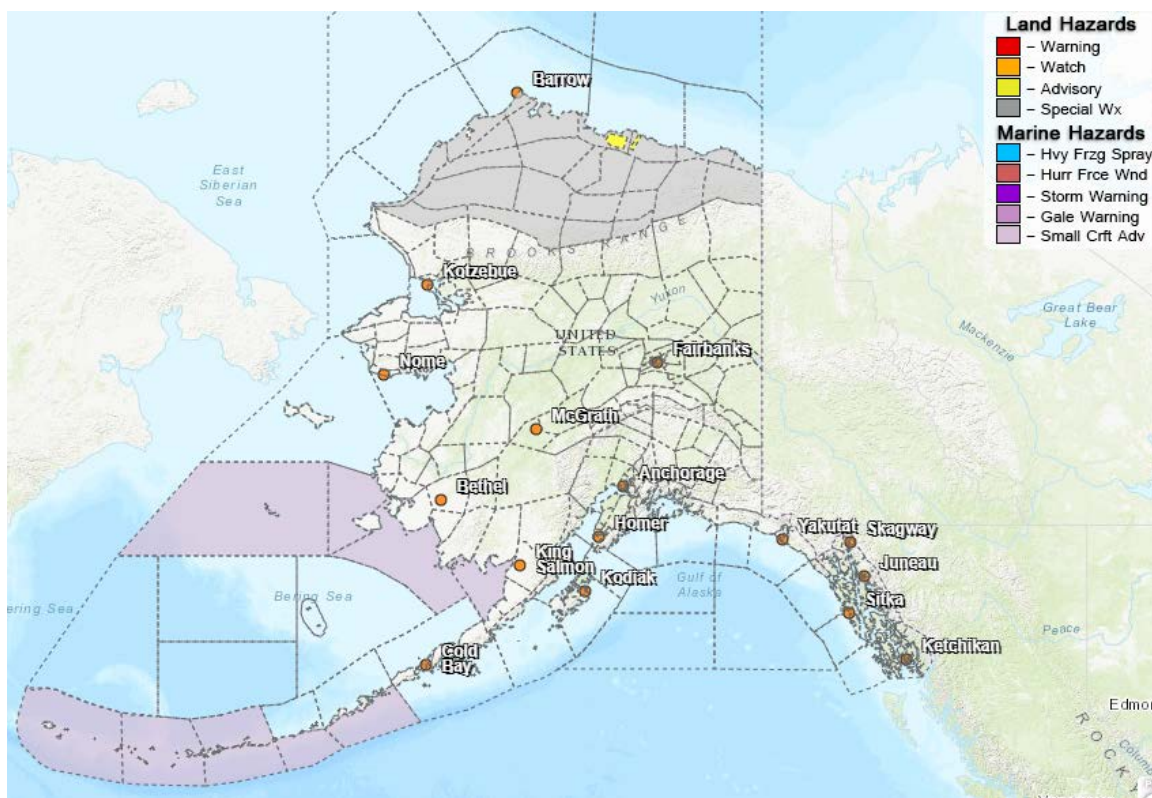 Land Hazards
– Warning
– Watch
– Advisory
– Special Wx
Marine Hazards
– Hvy Frzg Spray
– Hurr Frce Wnd
– Storm Warning
– Gale Warning
– Small Crft Adv
Barrow
East
Siberian
Sea
BROOKS RANGE
Kotzebue
Yukon
Great Bear
Lake
Mackenzie
UNITED
STATES
Fairbanks
Nome
McGrath
Anchorage
Bethel
Homer
Yakutat
Skagway
King
Salmon
Juneau
Kodiak
Gulf of
Alaska
Bering Sea
ering Sea
Sitka
Peace
Cold
Bay
Ketchikan
Edmo
ROCK
Columb